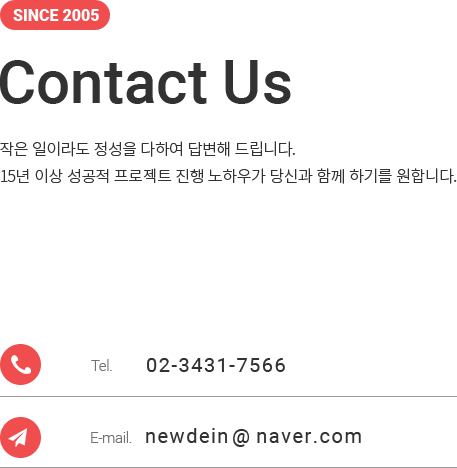 SINCE 2005
Contact Us
작은 일이라도 정성을 다하여 답변해 드립니다.
15년 이상 성공적 프로젝트 진행 노하우가 당신과 함께 하기를 원합니다.
Tel. 02-3431-7566
E-mail. newdein@naver.com